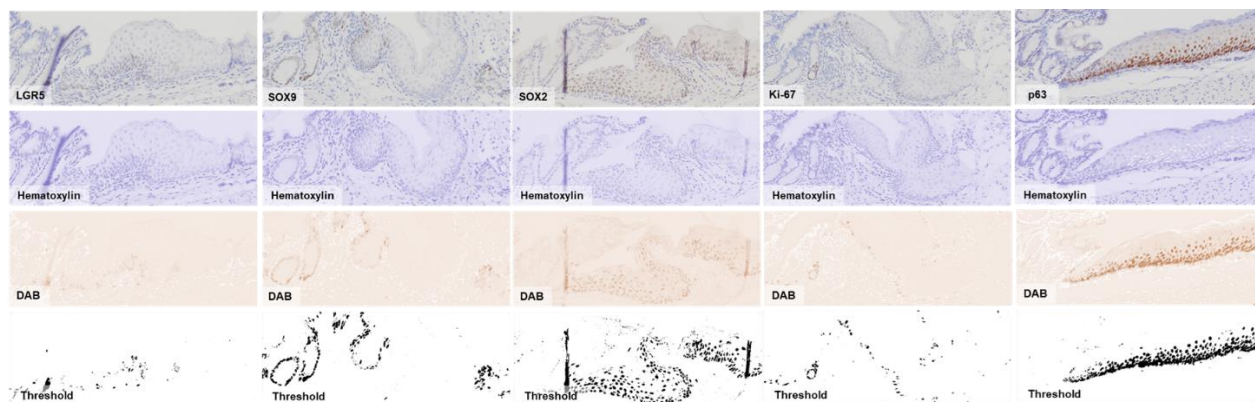 LGR5 SOX9 SOX2 Ki-67 p63
Hematoxylin Hematoxylin Hematoxylin Hematoxylin Hematoxylin
DAB DAB DAB DAB DAB
Threshold Threshold Threshold Threshold Threshold